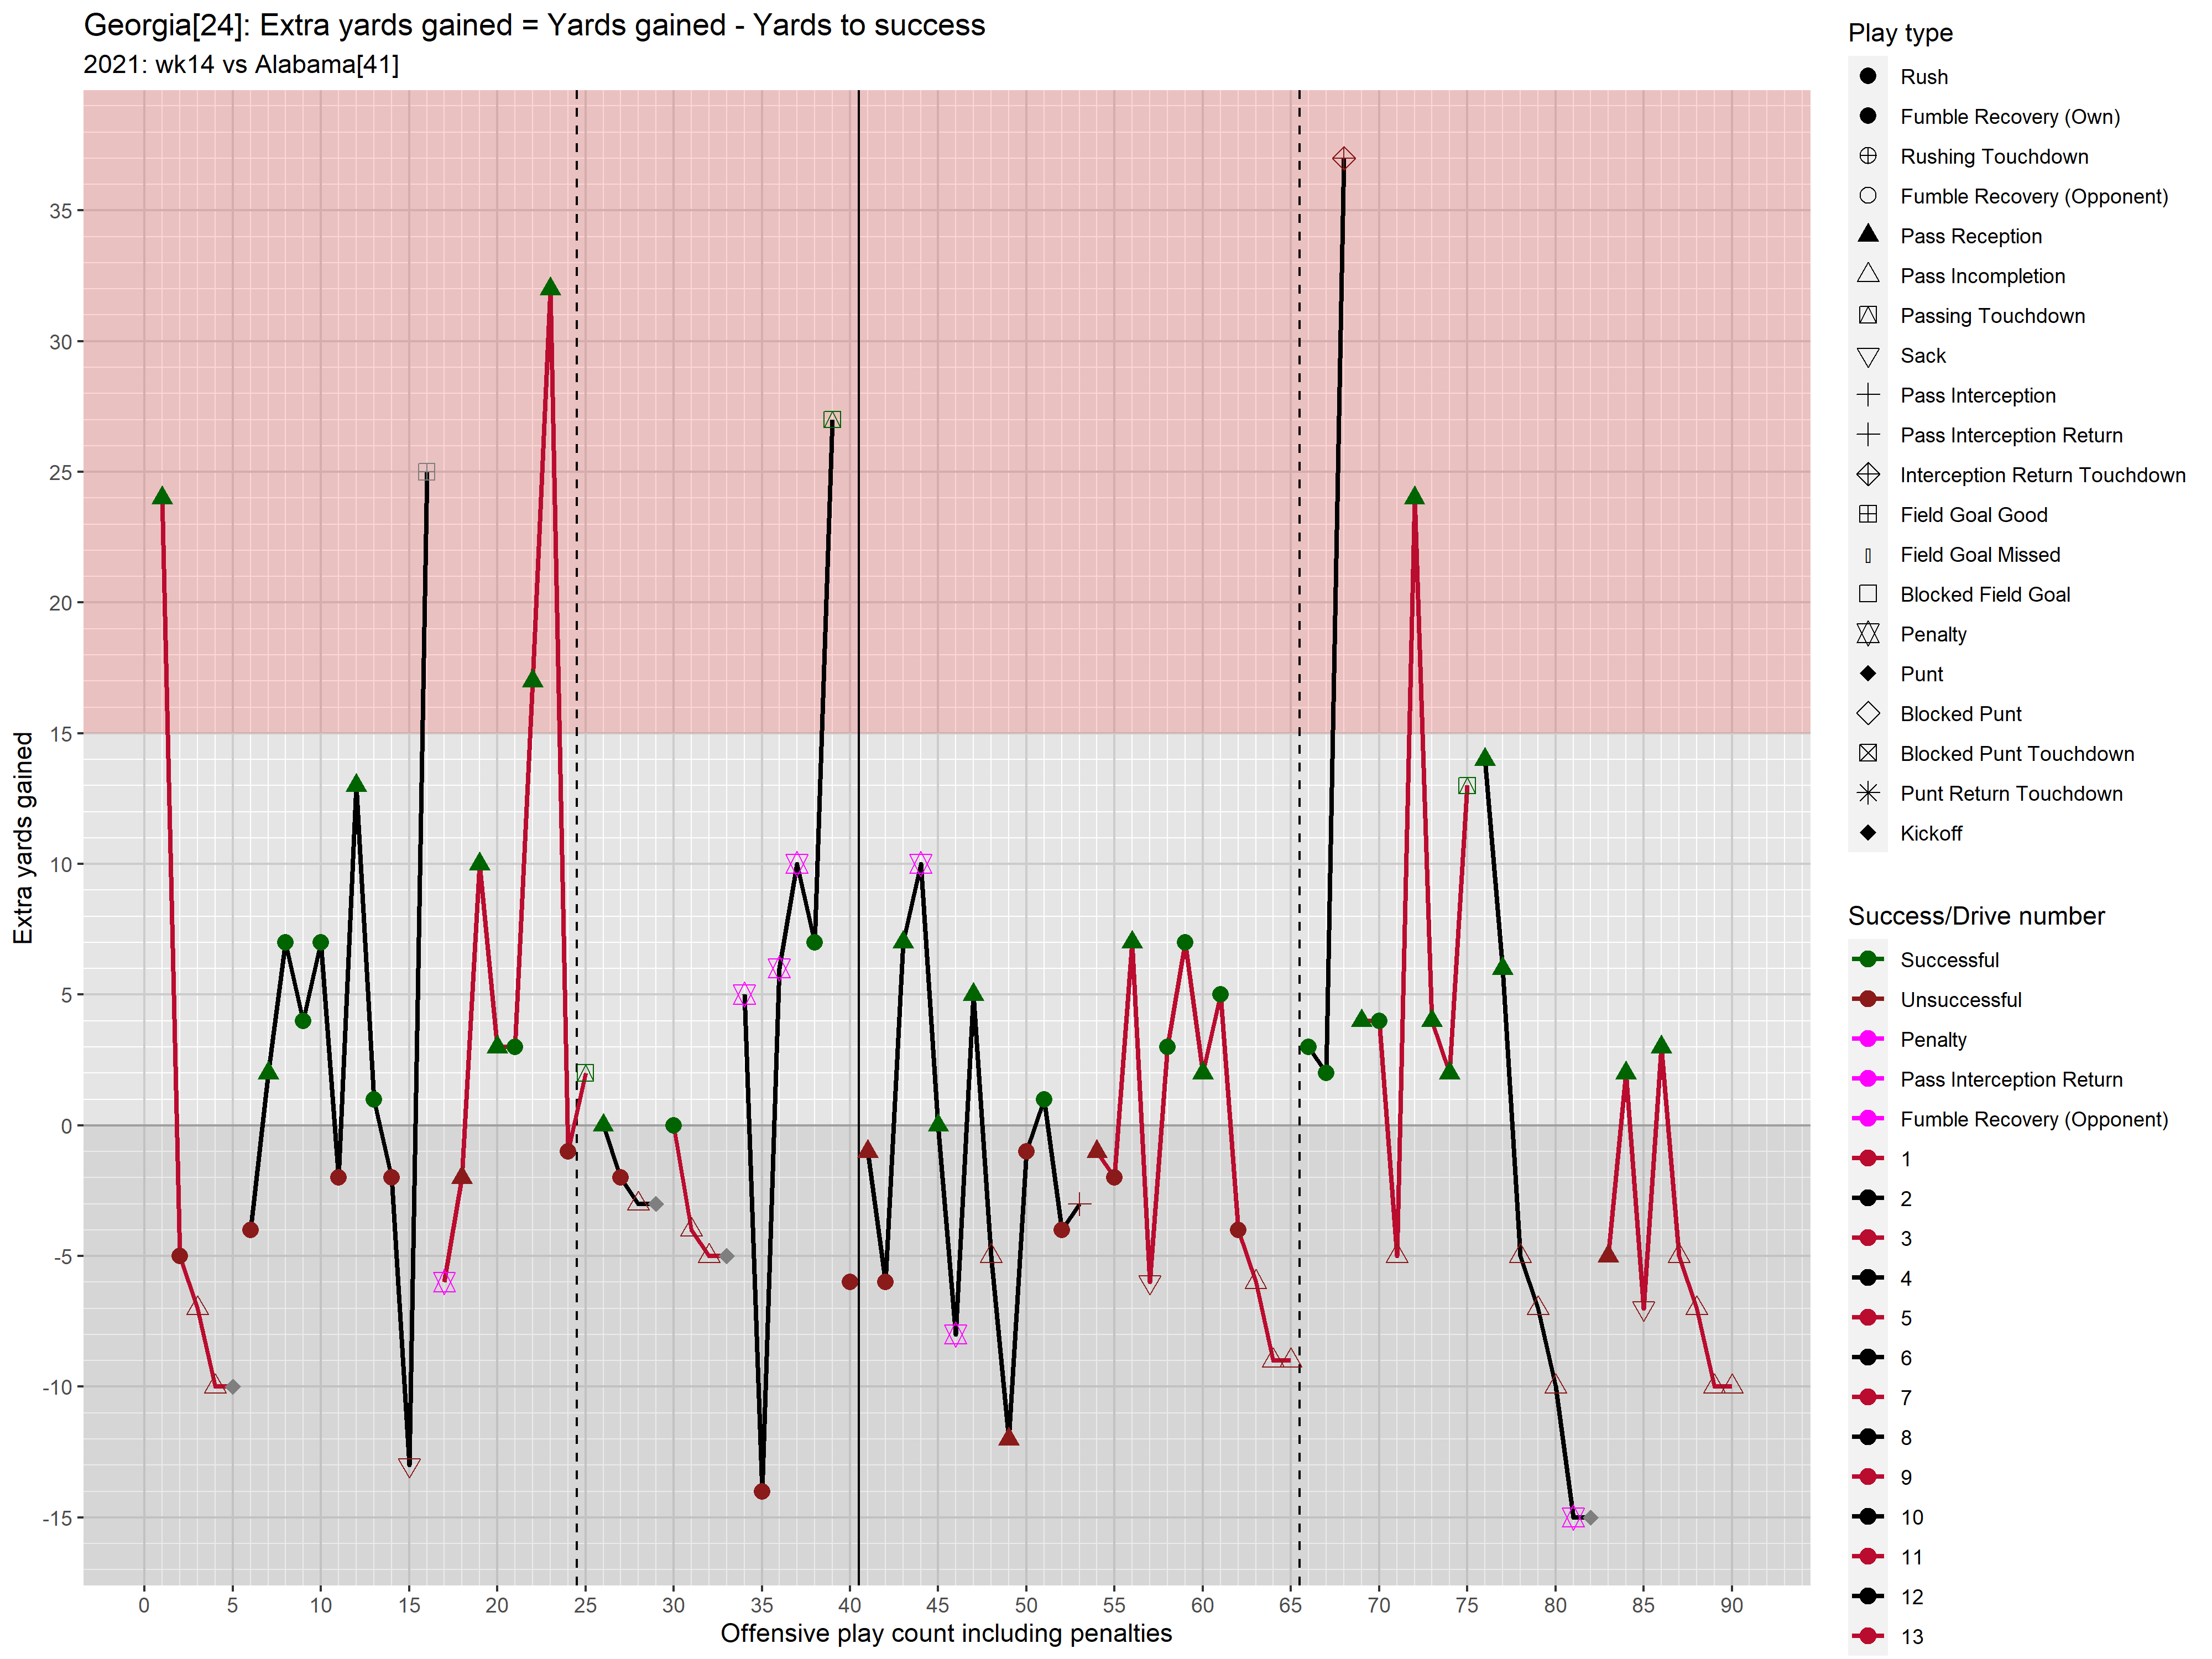 Georgia[24]: Extra yards gained = Yards gained - Yards to success
2021: wk14 vs Alabama[41]
Extra yards gained
35
30
25
20
15
10
5
0
-5
-10
-15
0 5 10 15 20 25 30 35 40 45 50 55 60 65 70 75 80 85 90
Offensive play count including penalties
Play type
Rush
Fumble Recovery (Own)
Rushing Touchdown
Fumble Recovery (Opponent)
Pass Reception
Pass Incompletion
Passing Touchdown
Sack
Pass Interception
Pass Interception Return
Interception Return Touchdown
Field Goal Good
Field Goal Missed
Blocked Field Goal
Penalty
Punt
Blocked Punt
Blocked Punt Touchdown
Punt Return Touchdown
Kickoff
Success/Drive number
Successful
Unsuccessful
Penalty
Pass Interception Return
Fumble Recovery (Opponent)
1
2
3
4
5
6
7
8
9
10
11
12
13